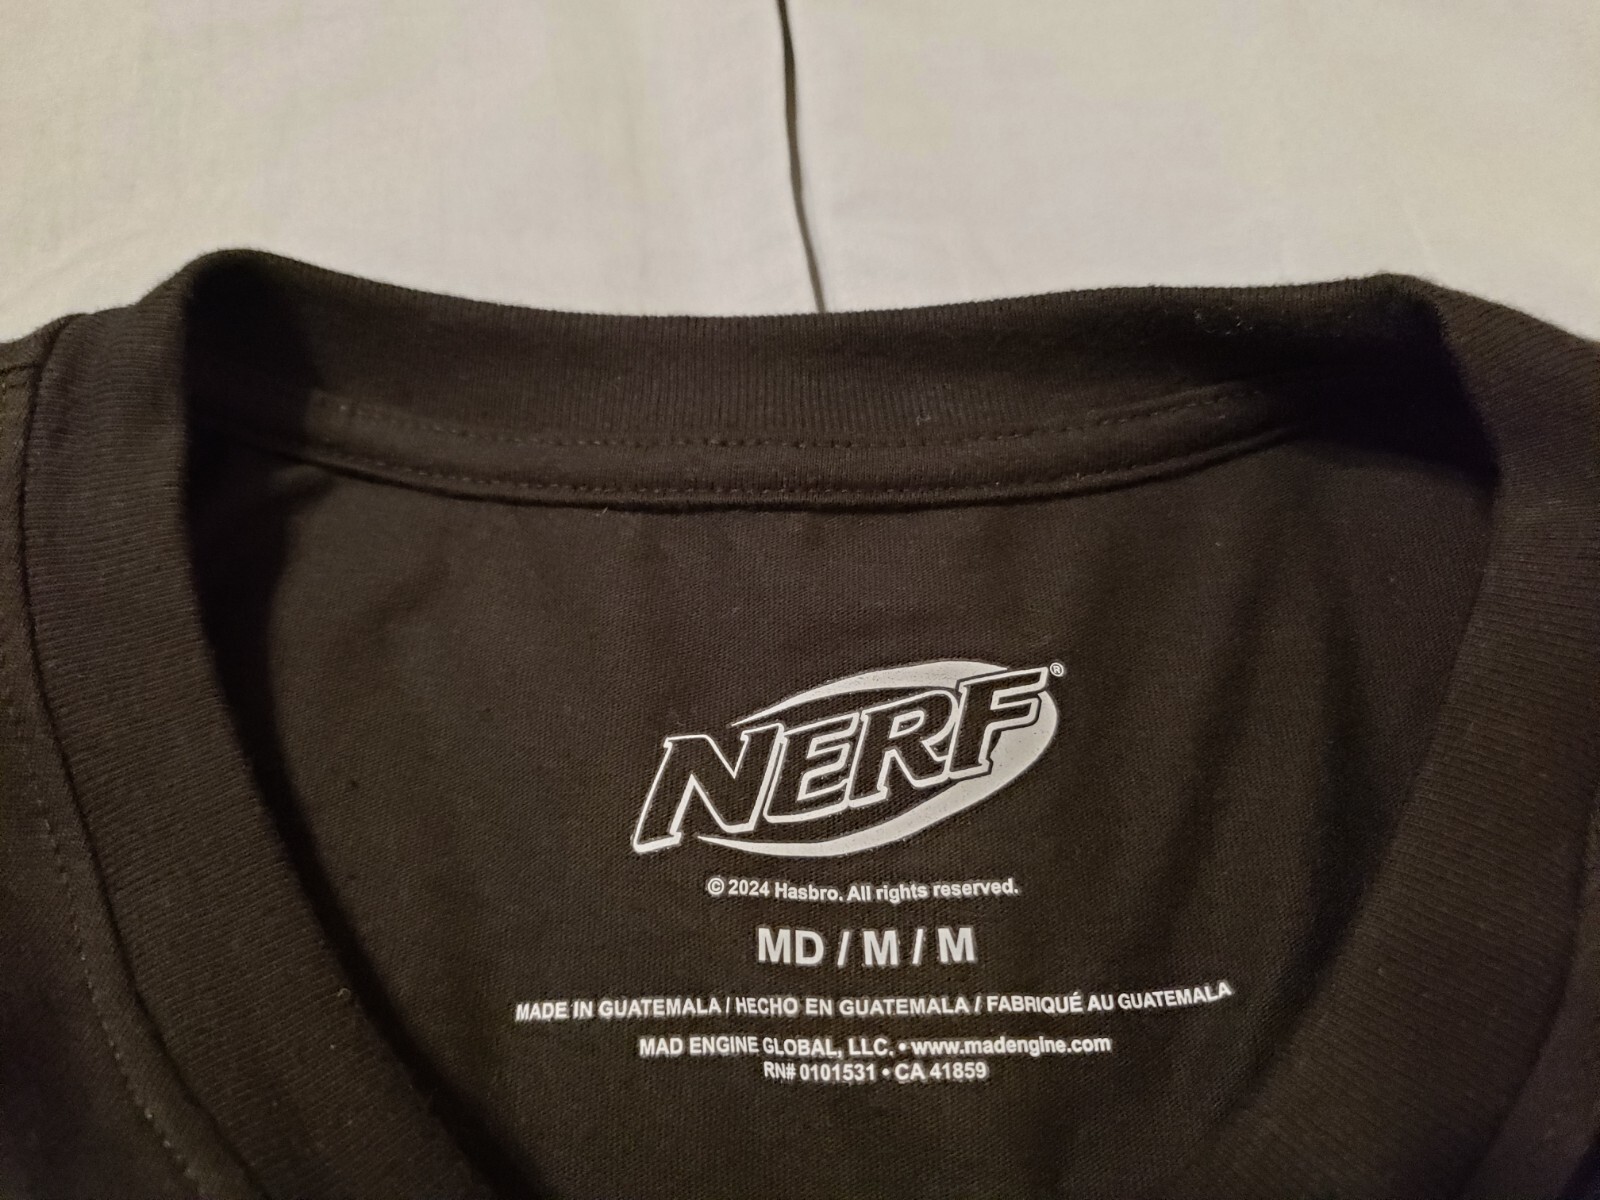 NERF®
© 2024 Hasbro. All rights reserved.
MD / M / M
MADE IN GUATEMALA / HECHO EN GUATEMALA / FABRIQUÉ AU GUATEMALA
MAD ENGINE GLOBAL, LLC. • www.madengine.com
RN# 0101531 • CA 41859